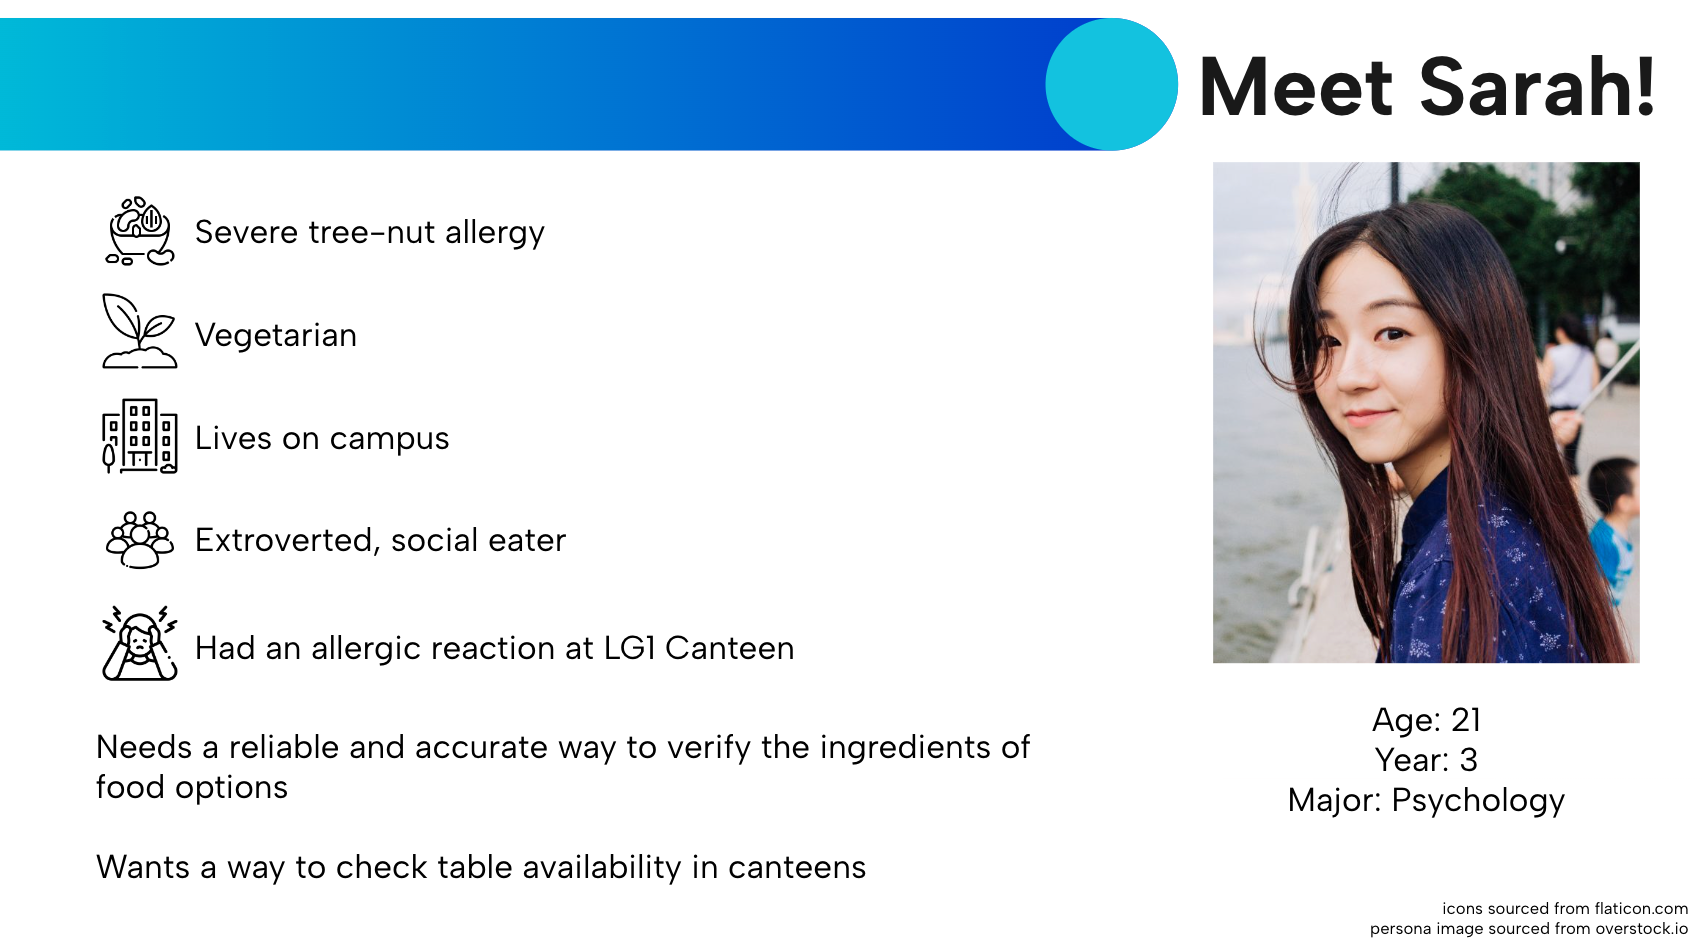 Meet Sarah!
Severe tree-nut allergy
Vegetarian
Lives on campus
Extroverted, social eater
Had an allergic reaction at LG1 Canteen
Needs a reliable and accurate way to verify the ingredients of
food options
Wants a way to check table availability in canteens
Age: 21
Year: 3
Major: Psychology
icons sourced from flaticon.com
persona image sourced from overstock.io